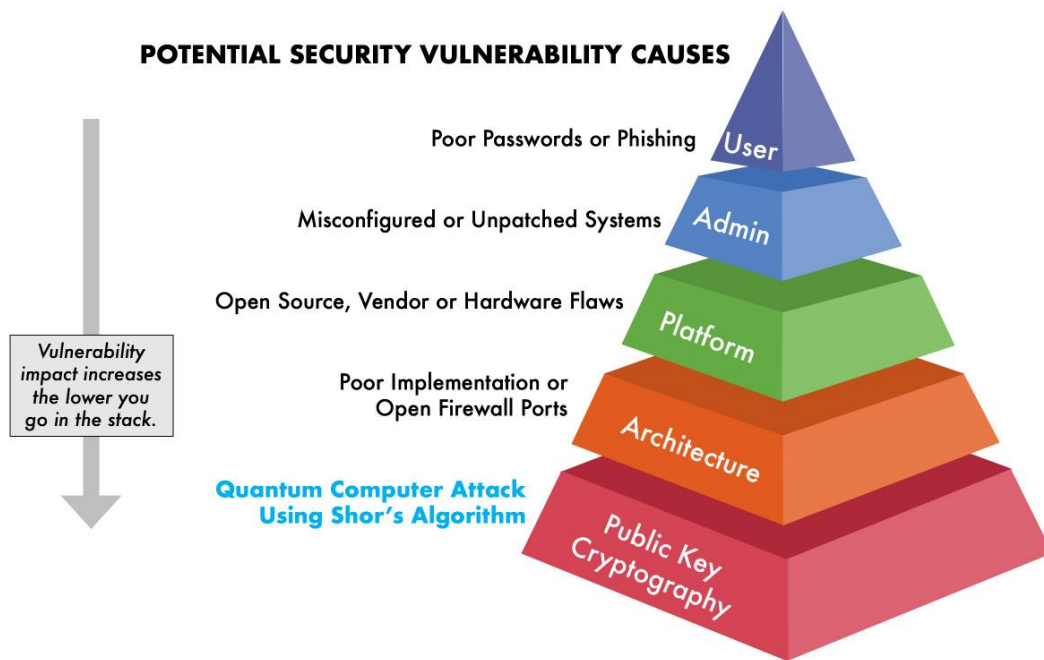 POTENTIAL SECURITY VULNERABILITY CAUSES
Poor Passwords or Phishing
User
Misconfigured or Unpatched Systems
Admin
Open Source, Vendor or Hardware Flaws
Platform
Vulnerability
impact increases
the lower you
go in the stack.
Poor Implementation or
Open Firewall Ports
Architecture
Quantum Computer Attack
Using Shor's Algorithm
Public Key
Cryptography